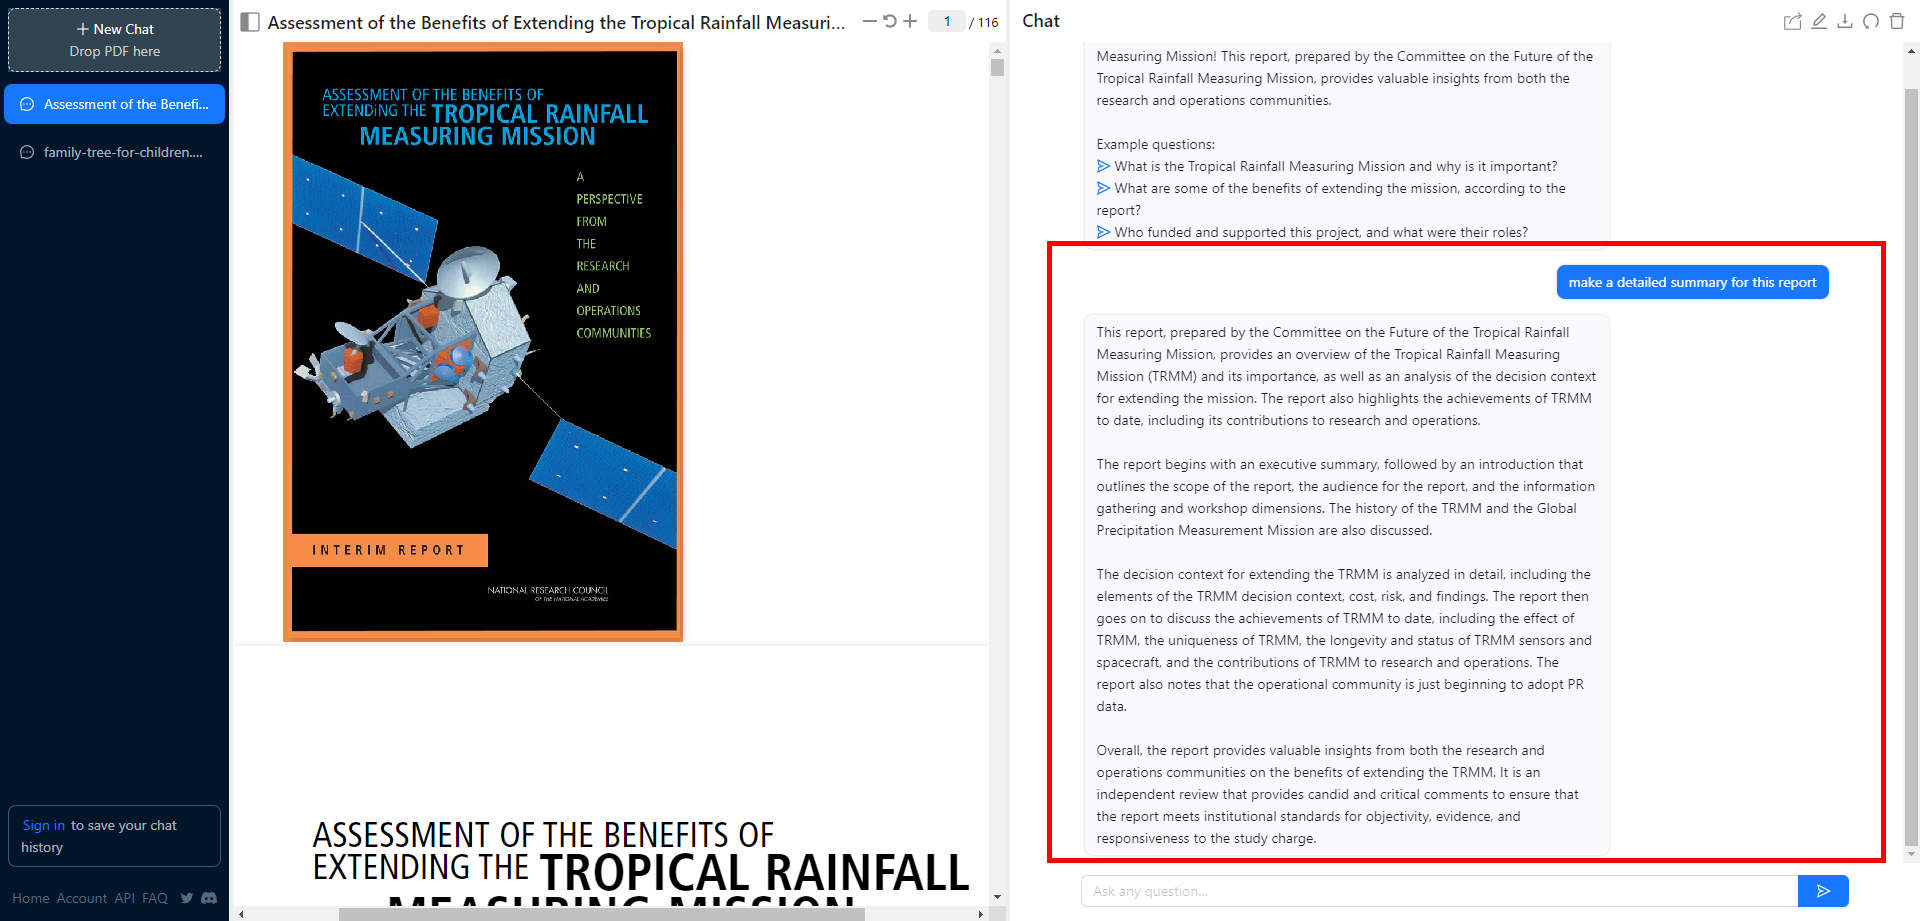 New Chat
Drop PDF here
Assessment of the Benefi...
family-tree-for-children....
Sign in to save your chat
history
Home Account API FAQ
Assessment of the Benefits of Extending the Tropical Rainfall Measuri...
1 / 116
ASSESSMENT OF THE BENEFITS OF
EXTENDING THE TROPICAL RAINFALL
MEASURING MISSION
A
PERSPECTIVE
FROM
THE
RESEARCH
AND
OPERATIONS
COMMUNITIES
INTERIM REPORT
NATIONAL RESEARCH COUNCIL
OF THE NATIONAL ACADEMIES
ASSESSMENT OF THE BENEFITS OF
EXTENDING THE TROPICAL RAINFALL
MEASURING MISSION
Chat
Measuring Mission! This report, prepared by the Committee on the Future of the
Tropical Rainfall Measuring Mission, provides valuable insights from both the
research and operations communities.
Example questions:
What is the Tropical Rainfall Measuring Mission and why is it important?
What are some of the benefits of extending the mission, according to the
report?
Who funded and supported this project, and what were their roles?
make a detailed summary for this report
This report, prepared by the Committee on the Future of the Tropical Rainfall
Measuring Mission, provides an overview of the Tropical Rainfall Measuring
Mission (TRMM) and its importance, as well as an analysis of the decision context
for extending the mission. The report also highlights the achievements of TRMM
to date, including its contributions to research and operations.
The report begins with an executive summary, followed by an introduction that
outlines the scope of the report, the audience for the report, and the information
gathering and workshop dimensions. The history of the TRMM and the Global
Precipitation Measurement Mission are also discussed.
The decision context for extending the TRMM is analyzed in detail, including the
elements of the TRMM decision context, cost, risk, and findings. The report then
goes on to discuss the achievements of TRMM to date, including the effect of
TRMM, the uniqueness of TRMM, the longevity and status of TRMM sensors and
spacecraft, and the contributions of TRMM to research and operations. The
report also notes that the operational community is just beginning to adopt PR
data.
Overall, the report provides valuable insights from both the research and
operations communities on the benefits of extending the TRMM. It is an
independent review that provides candid and critical comments to ensure that
the report meets institutional standards for objectivity, evidence, and
responsiveness to the study charge.
Ask any question...